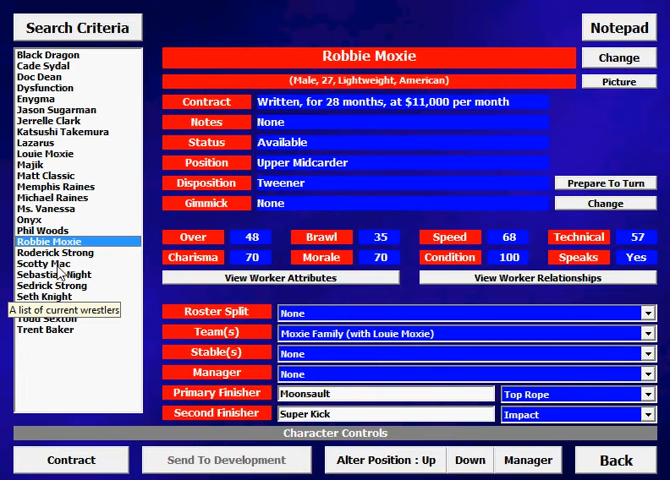 Search Criteria
Notepad
Black Dragon
Cade Sydal
Doc Dean
Dysfunction
Enygma
Jason Sugarman
Jerrelle Clark
Katsushi Takemura
Lazarus
Louie Moxie
Majik
Matt Classic
Memphis Raines
Michael Raines
Ms. Vanessa
Onyx
Phil Woods
Robbie Moxie
Roderick Strong
Scotty Mac
Sebastian Night
Sedrick Strong
Seth Knight
A list of current wrestlers
Todd Sexton
Trent Baker
Robbie Moxie
Change
(Male, 27, Lightweight, American)
Picture
Contract Written, for 28 months, at $11,000 per month
Notes None
Status Available
Position Upper Midcarder
Disposition Tweener Prepare To Turn
Gimmick None Change
Over 48 Brawl 35 Speed 68 Technical 57
Charisma 70 Morale 70 Condition 100 Speaks Yes
View Worker Attributes View Worker Relationships
Roster Split None
Team(s) Moxie Family (with Louie Moxie)
Stable(s) None
Manager None
Primary Finisher Moonsault Top Rope
Second Finisher Super Kick Impact
Character Controls
Contract Send To Development Alter Position : Up Down Manager Back